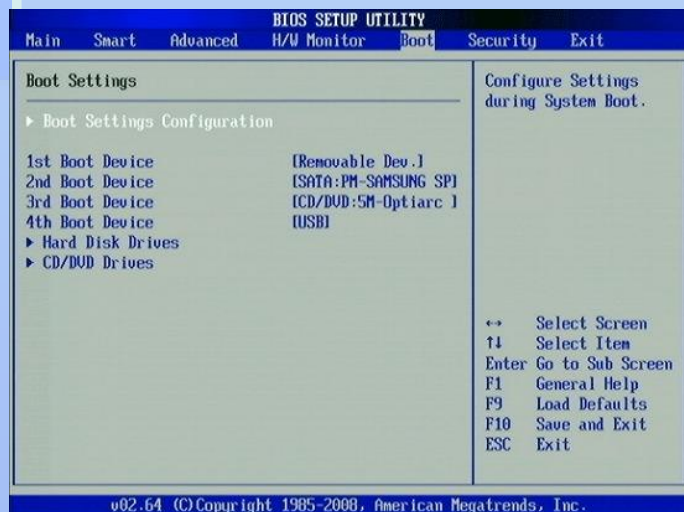 BIOS SETUP UTILITY
Main Smart Advanced H/W Monitor Boot Security Exit
Boot Settings
Configure Settings
during System Boot.
▶ Boot Settings Configuration
1st Boot Device [Removable Dev.]
2nd Boot Device [SATA:PM-SAMSUNG SP]
3rd Boot Device [CD/DVD:5M-Optiarc ]
4th Boot Device [USB]
▶ Hard Disk Drives
▶ CD/DVD Drives
↔ Select Screen
↑↓ Select Item
Enter Go to Sub Screen
F1 General Help
F9 Load Defaults
F10 Save and Exit
ESC Exit
v02.64 (C)Copyright 1985-2008, American Megatrends, Inc.